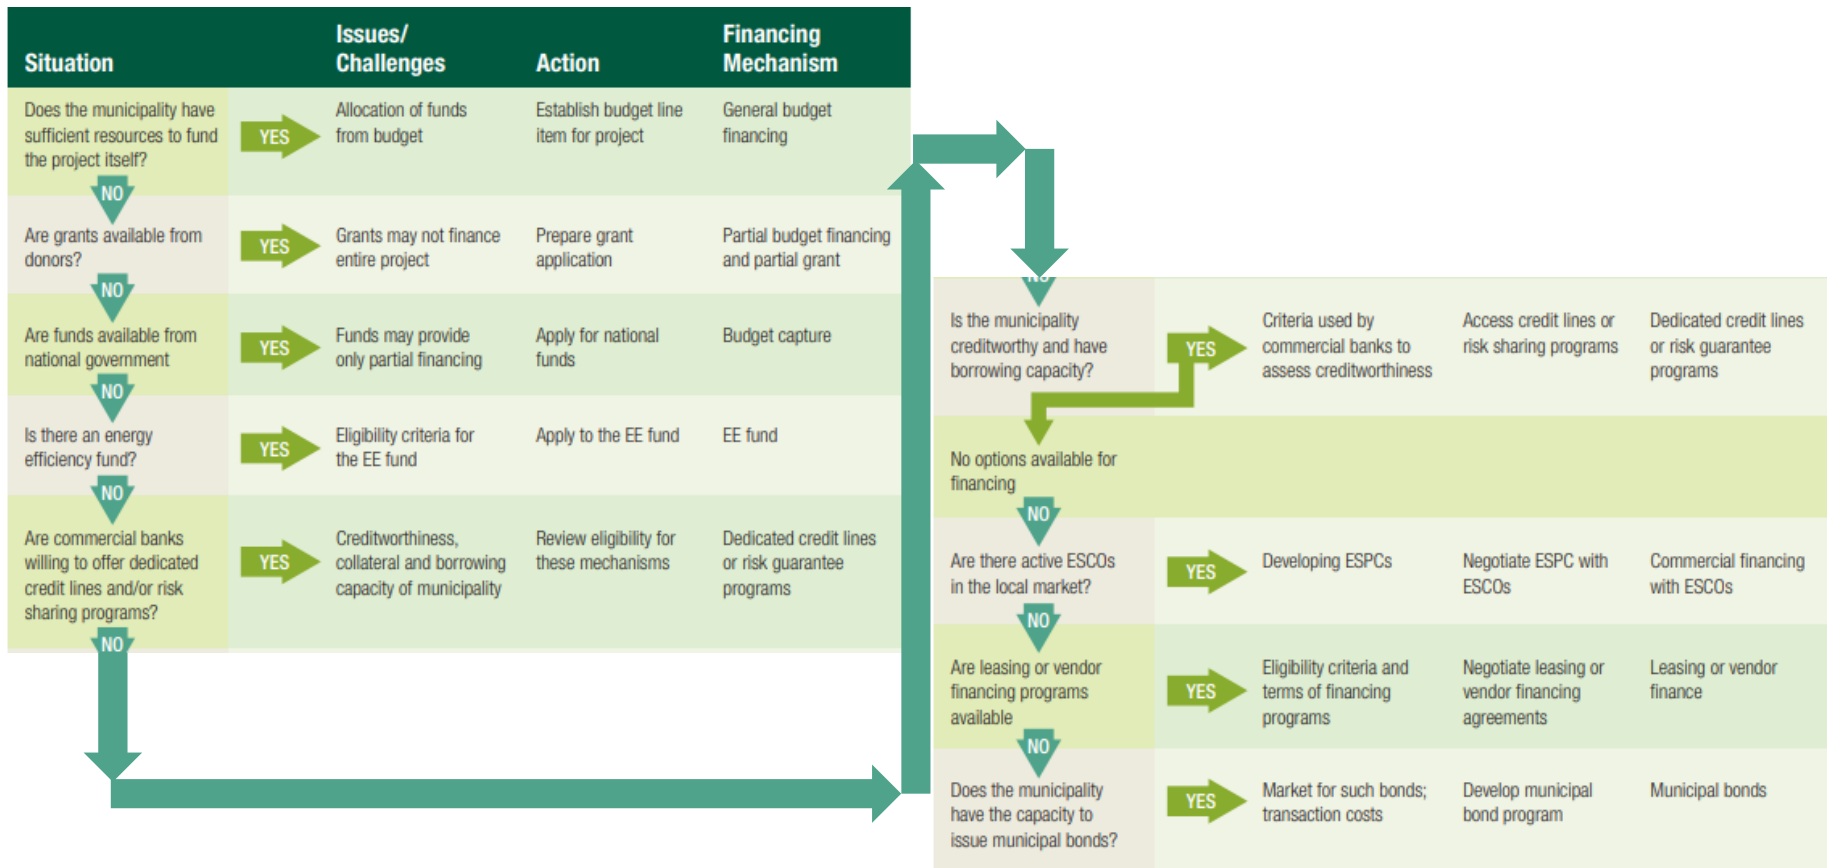 Situation
Issues/
Challenges
Action
Financing
Mechanism
Does the municipality have
sufficient resources to fund
the project itself?
YES
Allocation of funds
from budget
Establish budget line
item for project
General budget
financing
NO
Are grants available from
donors?
YES
Grants may not finance
entire project
Prepare grant
application
Partial budget financing
and partial grant
NO
Are funds available from
national government
YES
Funds may provide
only partial financing
Apply for national
funds
Budget capture
NO
Is there an energy
efficiency fund?
YES
Eligibility criteria for
the EE fund
Apply to the EE fund
EE fund
NO
Are commercial banks
willing to offer dedicated
credit lines and/or risk
sharing programs?
YES
Creditworthiness,
collateral and borrowing
capacity of municipality
Review eligibility for
these mechanisms
Dedicated credit lines
or risk guarantee
programs
NO
NO
Is the municipality
creditworthy and have
borrowing capacity?
YES
Criteria used by
commercial banks to
assess creditworthiness
Access credit lines or
risk sharing programs
Dedicated credit lines
or risk guarantee
programs
No options available for
financing
NO
Are there active ESCOs
in the local market?
YES
Developing ESPCs
Negotiate ESPC with
ESCOs
Commercial financing
with ESCOs
NO
Are leasing or vendor
financing programs
available
YES
Eligibility criteria and
terms of financing
programs
Negotiate leasing or
vendor financing
agreements
Leasing or vendor
finance
NO
Does the municipality
have the capacity to
issue municipal bonds?
YES
Market for such bonds;
transaction costs
Develop municipal
bond program
Municipal bonds